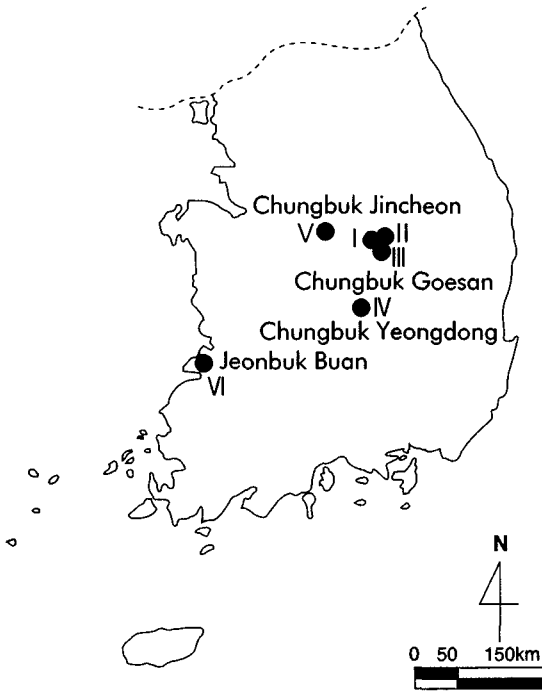 Chungbuk Jincheon
V I II
III
Chungbuk Goesan
IV
Chungbuk Yeongdong
Jeonbuk Buan
VI
N
0 50 150km